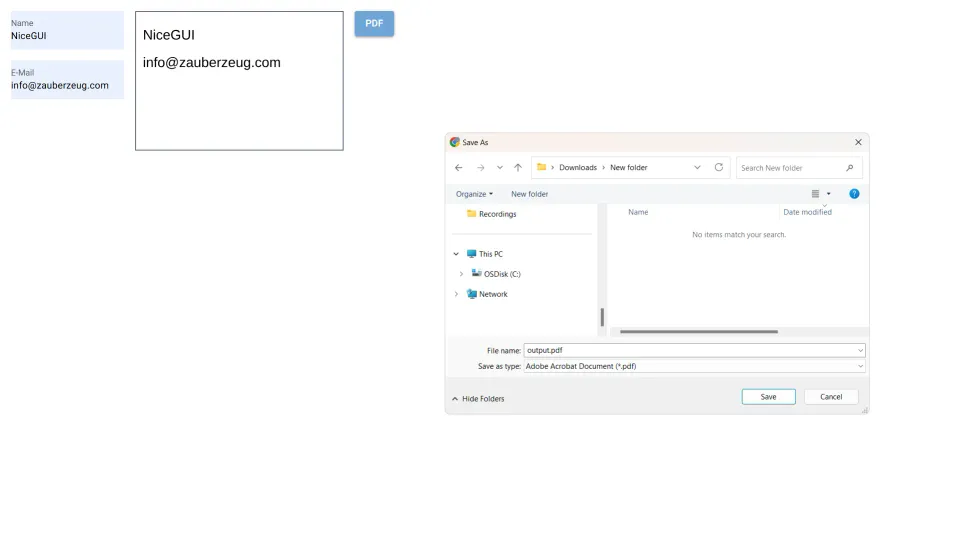 Name
NiceGUI
E-Mail
info@zauberzeug.com
NiceGUI
info@zauberzeug.com
PDF
Save As
Downloads > New folder
Search New folder
Organize
New folder
Recordings
This PC
OSDisk (C:)
Network
Name
Date modified
No items match your search.
File name: output.pdf
Save as type: Adobe Acrobat Document (*.pdf)
Hide Folders
Save
Cancel